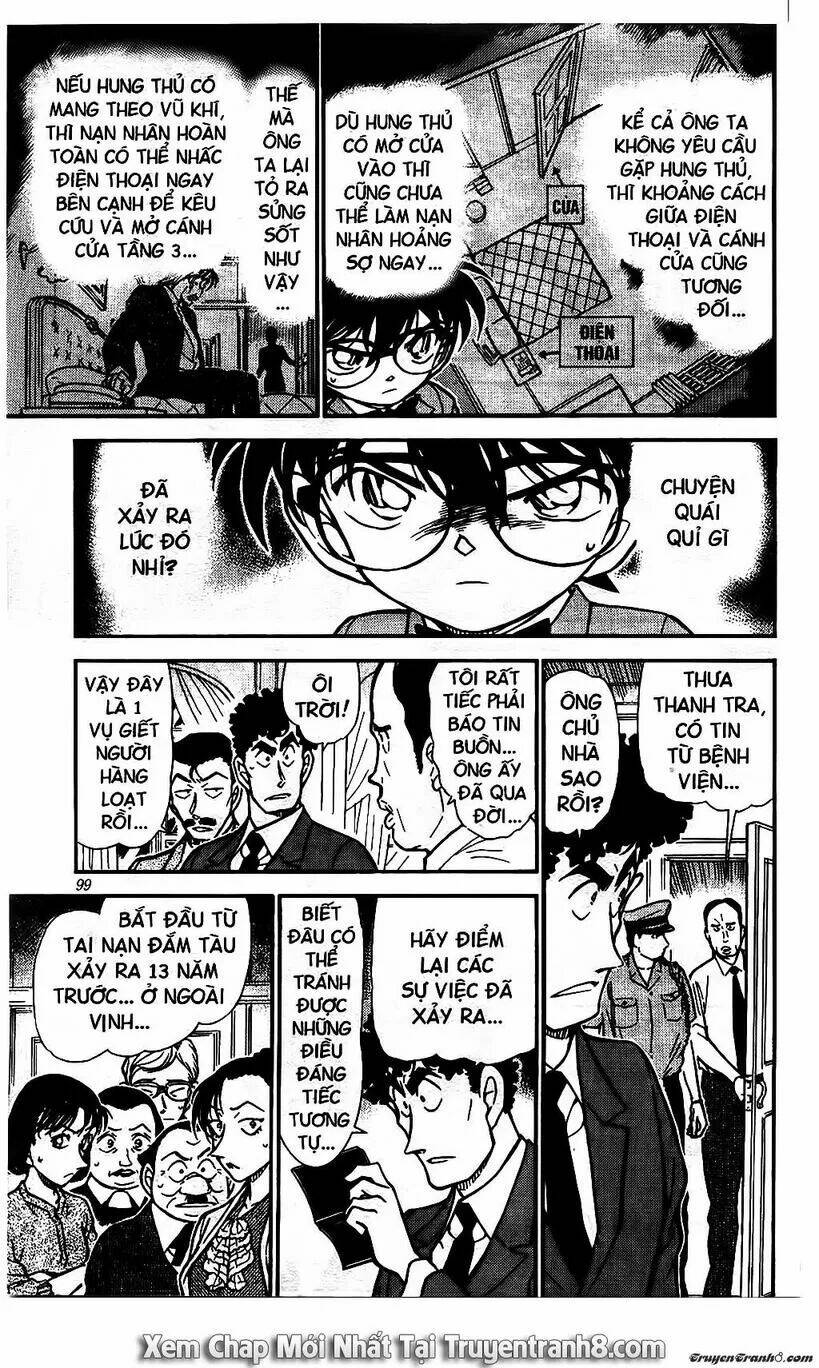 KỂ CẢ ÔNG TA
KHÔNG YÊU CẦU
GẶP HUNG THỦ,
THÌ KHOẢNG CÁCH
GIỮA ĐIỆN
THOẠI VÀ CÁNH
CỬA CŨNG
TƯƠNG
ĐỐI...
CỬA
ĐIỆN
THOẠI
DÙ HUNG THỦ
CÓ MỞ CỬA
VÀO THÌ
CŨNG CHƯA
THỂ LÀM NẠN
NHÂN HOẢNG
SỢ NGAY...
THẾ
MÀ
ÔNG
TA LẠI
TỎ RA
SỬNG
SỐT
NHƯ
VẬY
...
NẾU HUNG THỦ CÓ
MANG THEO VŨ KHÍ,
THÌ NẠN NHÂN HOÀN
TOÀN CÓ THỂ NHẤC
ĐIỆN THOẠI NGAY
BÊN CẠNH ĐỂ KÊU
CỨU VÀ MỞ CÁNH
CỬA TẦNG 3...
CHUYỆN
QUÁI
QUỈ GÌ
ĐÃ
XẢY RA
LÚC ĐÓ
NHỈ?
THƯA
THANH TRA,
CÓ TIN
TỪ BỆNH
VIỆN...
ÔNG
CHỦ
NHÀ
SAO
RỒI?
TÔI RẤT
TIẾC PHẢI
BÁO TIN
BUỒN...
ÔNG ẤY
ĐÃ QUA
ĐỜI...
ÔI
TRỜI!
VẬY ĐÂY
LÀ 1
VỤ GIẾT
NGƯỜI
HÀNG
LOẠT
RỒI...
99
HÃY ĐIỂM
LẠI CÁC
SỰ VIỆC ĐÃ
XẢY RA...
BIẾT
ĐÂU CÓ
THỂ
TRÁNH
ĐƯỢC
NHỮNG
ĐIỀU
ĐÁNG
TIẾC
TƯƠNG
TỰ...
BẮT ĐẦU TỪ
TAI NẠN ĐẮM TÀU
XẢY RA 13 NĂM
TRƯỚC... Ở NGOÀI
VỊNH...
Xem Chap Mới Nhất Tại Truyentranh8.com
TruyenTranh8.com